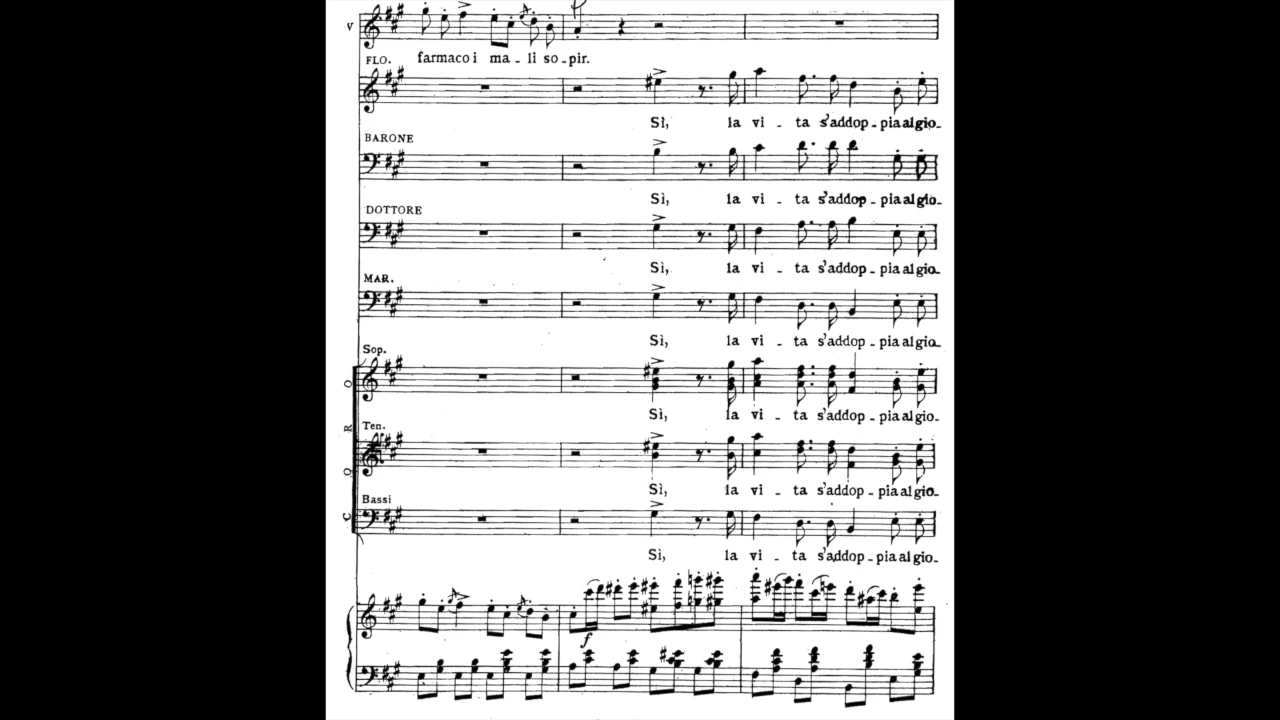 V
farmaco i ma - li so - pir.
FLO.
Sì, la vi - ta s'addop - pia al gio -
BARONE
Sì, la vi - ta s'addop - pia al gio -
DOTTORE
Sì, la vi - ta s'addop - pia al gio -
MAR.
Sì, la vi - ta s'addop - pia al gio -
CORO
Sop.
Sì, la vi - ta s'addop - pia al gio -
Ten.
Sì, la vi - ta s'addop - pia al gio -
Bassi
Sì, la vi - ta s'addop - pia al gio -
f